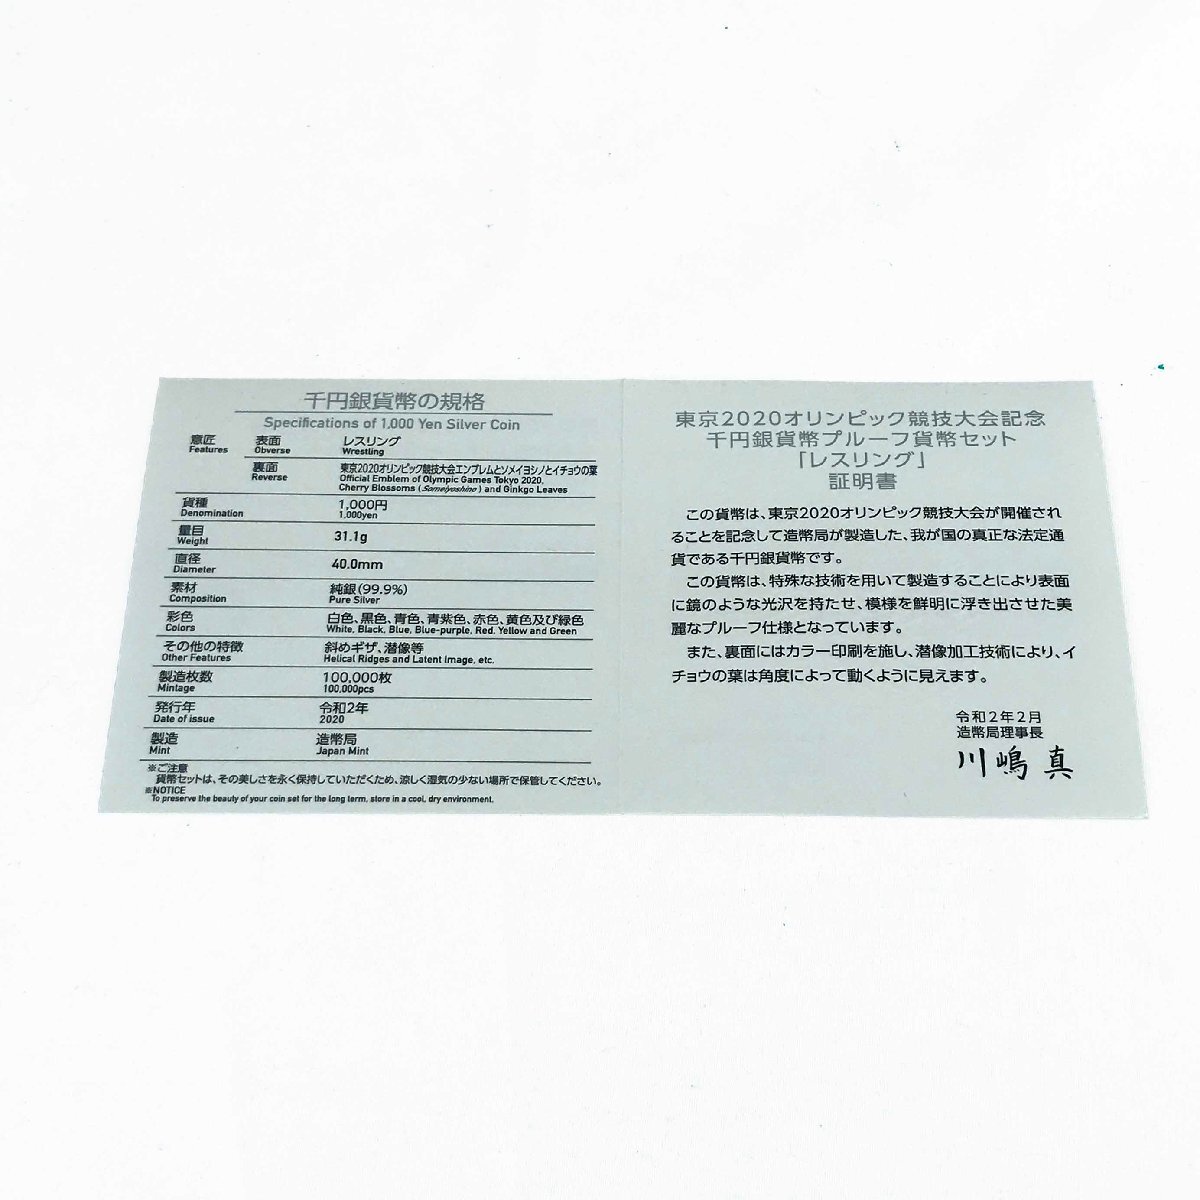 千円銀貨幣の規格
Specifications of 1,000 Yen Silver Coin
意匠 表面 レスリング
Features Obverse Wrestling
裏面 東京2020オリンピック競技大会エンブレムとソメイヨシノとイチョウの葉
Reverse Official Emblem of Olympic Games Tokyo 2020,
Cherry Blossoms (Someiyoshino) and Ginkgo Leaves
貨種 1,000円
Denomination 1,000yen
量目 31.1g
Weight
直径 40.0mm
Diameter
素材 純銀(99.9%)
Composition Pure Silver
彩色 白色、黒色、青色、青紫色、赤色、黄色及び緑色
Colors White, Black, Blue, Blue-purple, Red, Yellow and Green
その他の特徴 斜めギザ、潜像等
Other Features Helical Ridges and Latent Image, etc.
製造枚数 100,000枚
Mintage 100,000pcs
発行年 令和2年
Date of issue 2020
製造 造幣局
Mint Japan Mint
※ご注意
貨幣セットは、その美しさを永く保持していただくため、涼しく湿気の少ない場所で保管してください。
※NOTICE
To preserve the beauty of your coin set for the long term, store in a cool, dry environment.
東京2020オリンピック競技大会記念
千円銀貨幣プルーフ貨幣セット
「レスリング」
証明書
この貨幣は、東京2020オリンピック競技大会が開催され
ることを記念して造幣局が製造した、我が国の真正な法定通
貨である千円銀貨幣です。
この貨幣は、特殊な技術を用いて製造することにより表面
に鏡のような光沢を持たせ、模様を鮮明に浮き出させた美
麗なプルーフ仕様となっています。
また、裏面にはカラー印刷を施し、潜像加工技術により、イ
チョウの葉は角度によって動くように見えます。
令和2年2月
造幣局理事長
川嶋 真